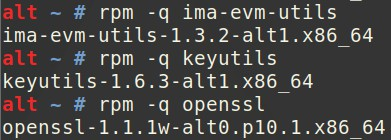 alt ~ # rpm -q ima-evm-utils
ima-evm-utils-1.3.2-alt1.x86_64
alt ~ # rpm -q keyutils
keyutils-1.6.3-alt1.x86_64
alt ~ # rpm -q openssl
openssl-1.1.1w-alt0.p10.1.x86_64